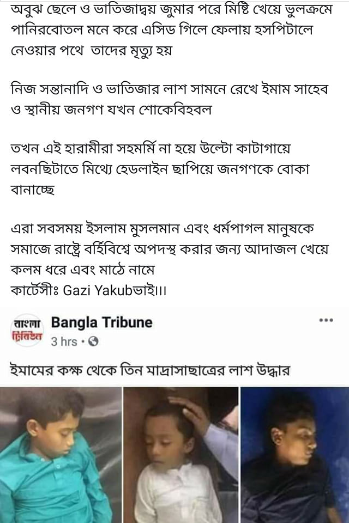 অবুঝ ছেলে ও ভাতিজাদ্বয় জুমার পরে মিষ্টি খেয়ে ভুলক্রমে
পানিরবোতল মনে করে এসিড গিলে ফেলায় হসপিটালে
নেওয়ার পথে তাদের মৃত্যু হয়
নিজ সন্তানাদি ও ভাতিজার লাশ সামনে রেখে ইমাম সাহেব
ও স্থানীয় জনগণ যখন শোকেবিহবল
তখন এই হারামীরা সহমর্মি না হয়ে উল্টো কাটাগায়ে
লবনছিটাতে মিথ্যে হেডলাইন ছাপিয়ে জনগণকে বোকা
বানাচ্ছে
এরা সবসময় ইসলাম মুসলমান এবং ধর্মপাগল মানুষকে
সমাজে রাষ্ট্রে বর্হিবিশ্বে অপদস্থ করার জন্য আদাজল খেয়ে
কলম ধরে এবং মাঠে নামে
কার্টেসীঃ Gazi Yakubভাই।।।
বাংলা ট্রিবিউন
Bangla Tribune
3 hrs
ইমামের কক্ষ থেকে তিন মাদ্রাসাছাত্রের লাশ উদ্ধার